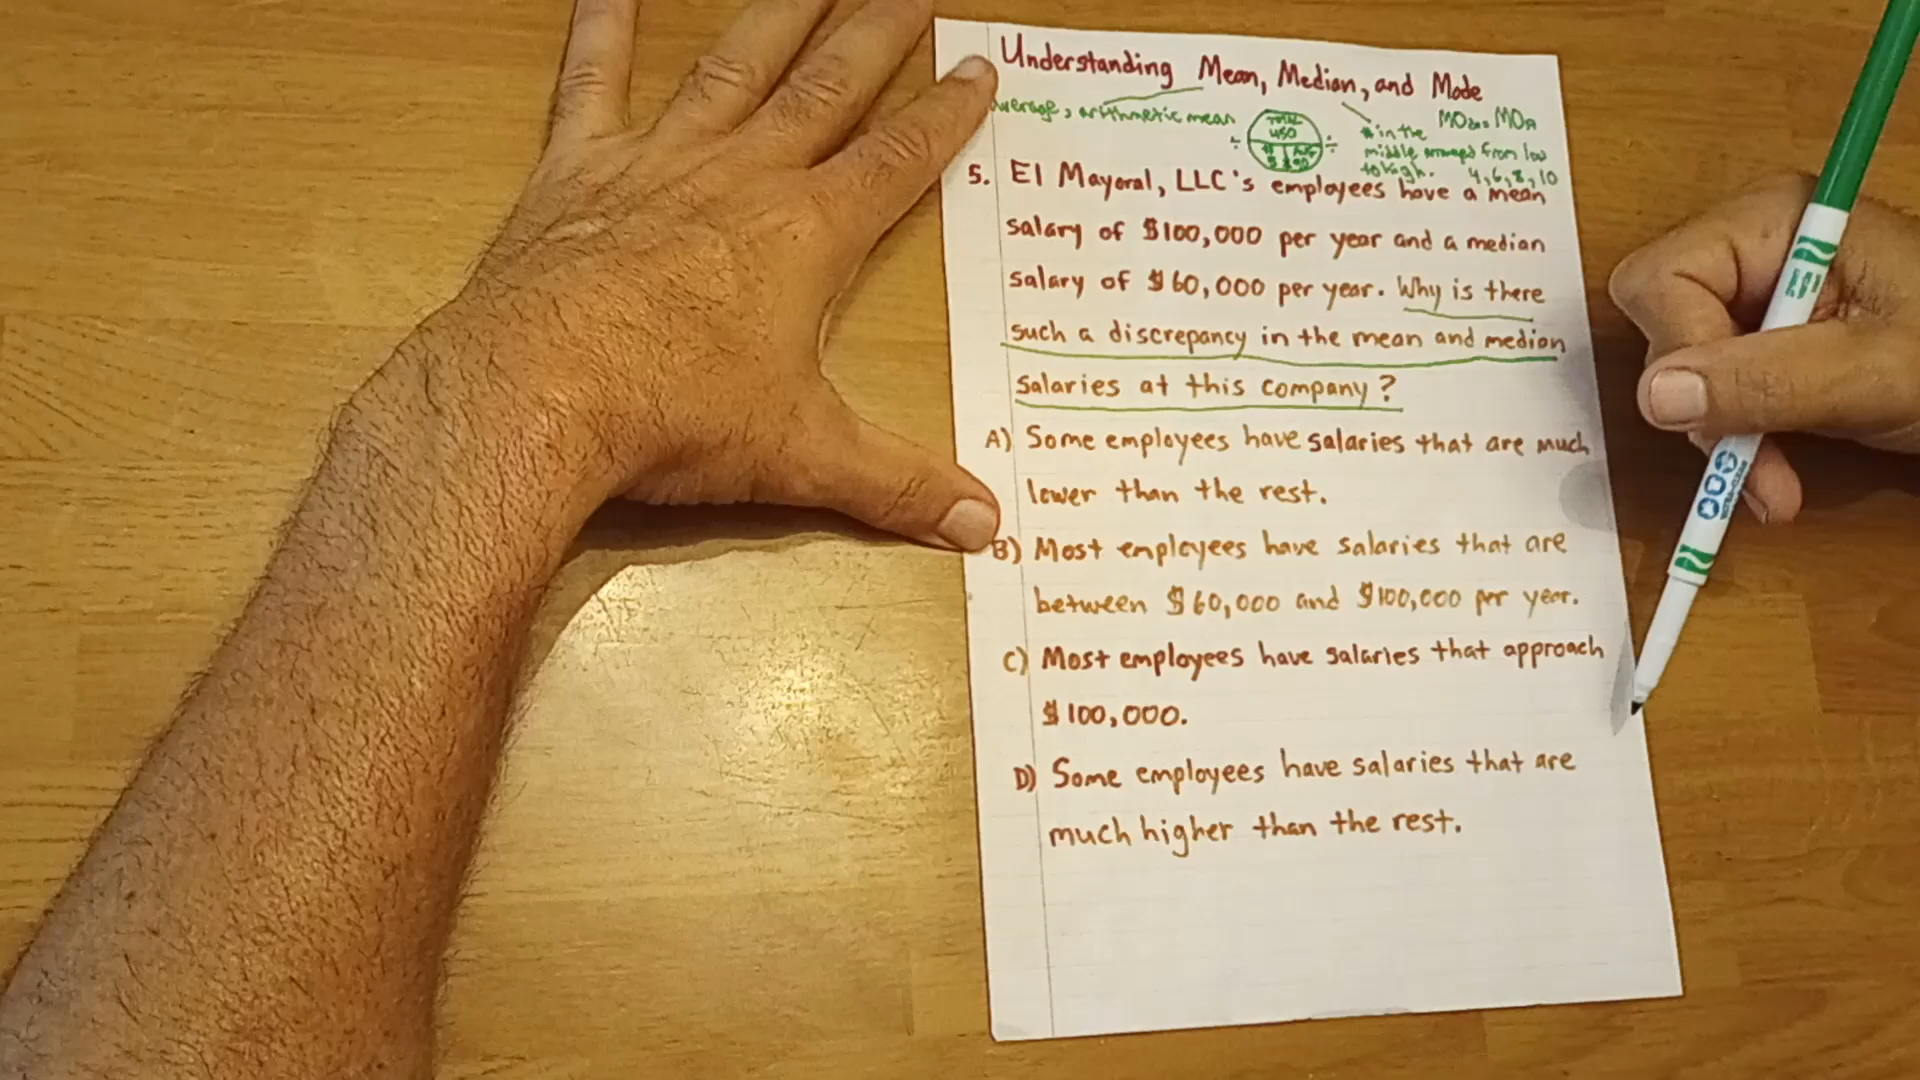 Understanding Mean, Median, and Mode
average, arithmetic mean
TOTAL
450
÷ ÷
# in the
middle arranged from low
to high. 4, 6, 8, 10
5. El Mayoral, LLC's employees have a mean
salary of $100,000 per year and a median
salary of $60,000 per year. Why is there
such a discrepancy in the mean and median
salaries at this company?
A) Some employees have salaries that are much
lower than the rest.
B) Most employees have salaries that are
between $60,000 and $100,000 per year.
C) Most employees have salaries that approach
$100,000.
D) Some employees have salaries that are
much higher than the rest.